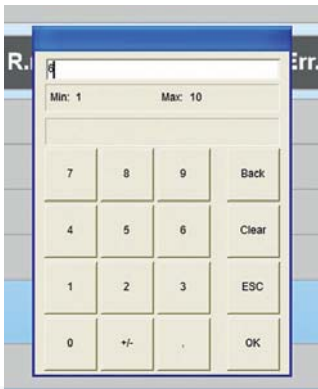 R. Err.
6
Min: 1 Max: 10
7 8 9 Back
4 5 6 Clear
1 2 3 ESC
0 +/- . OK